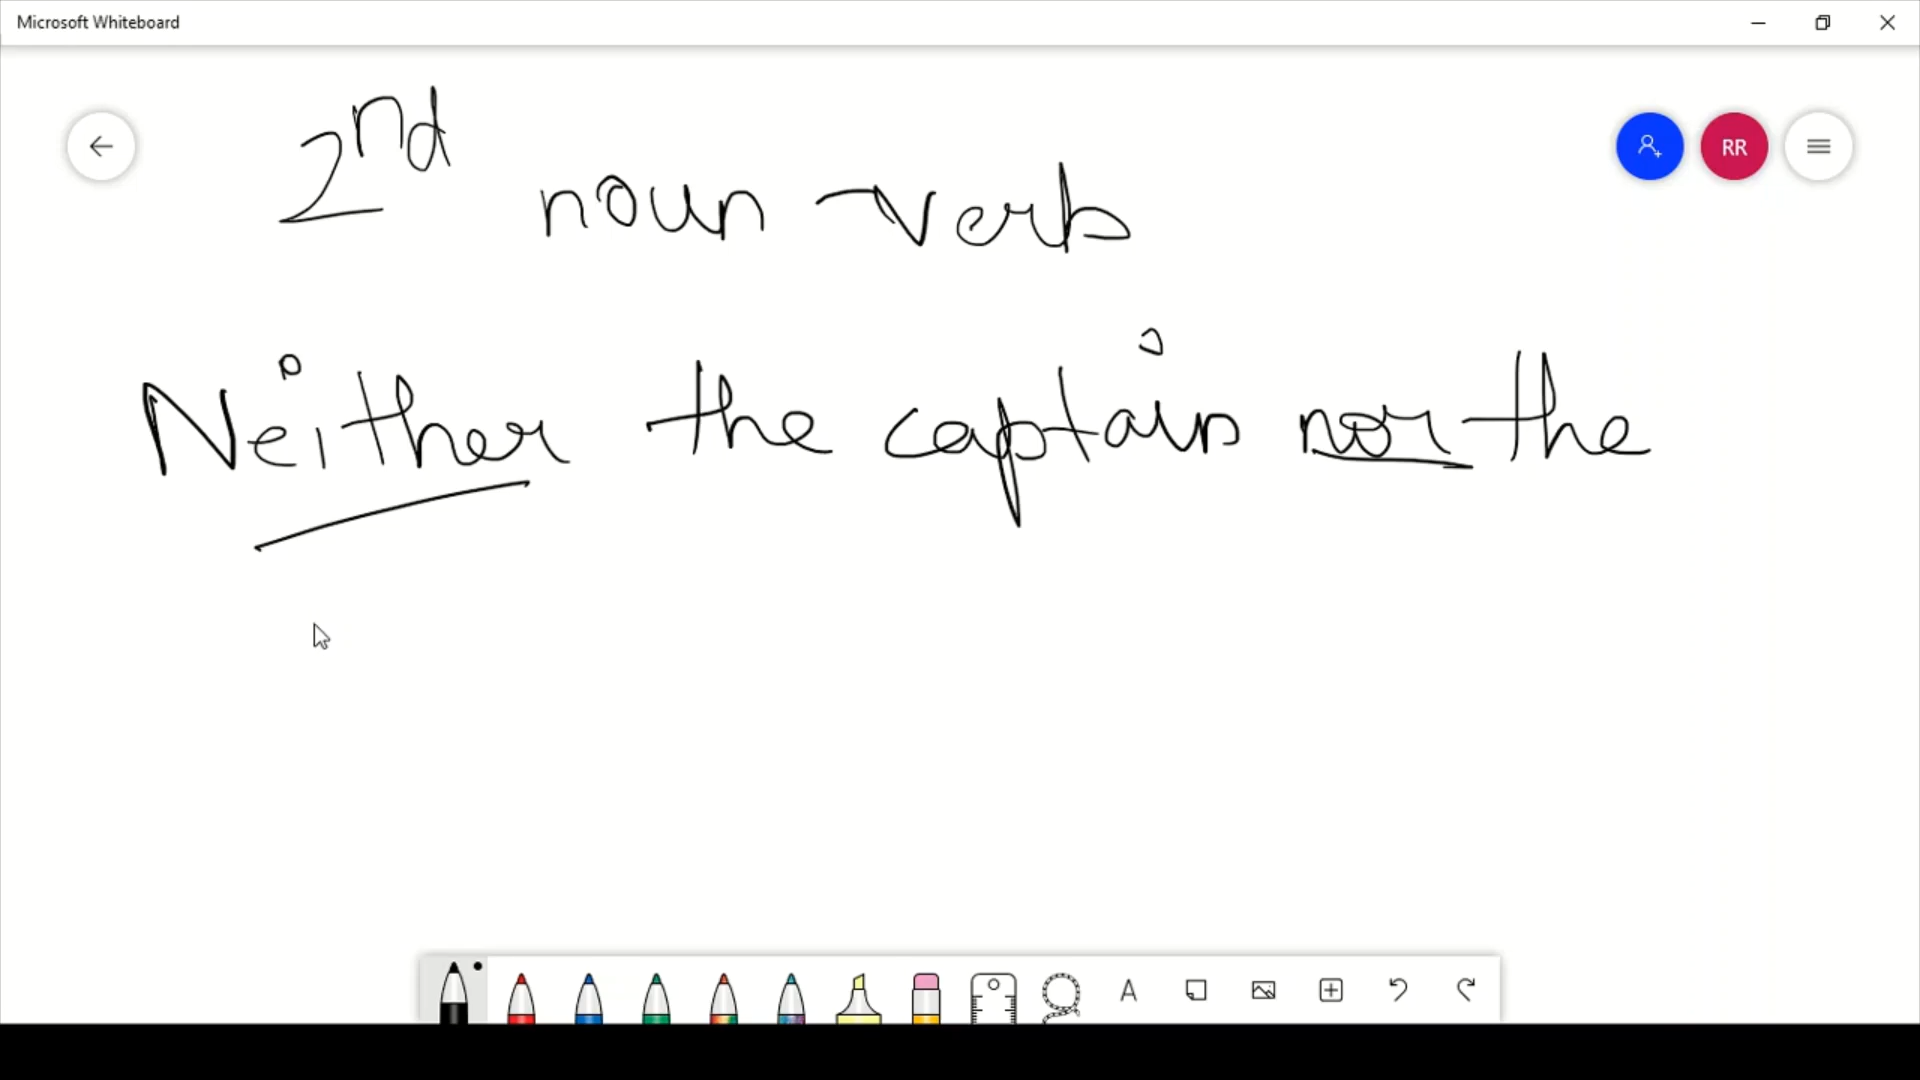 Microsoft Whiteboard
RR
2nd noun verb
Neither the captain nor the
A